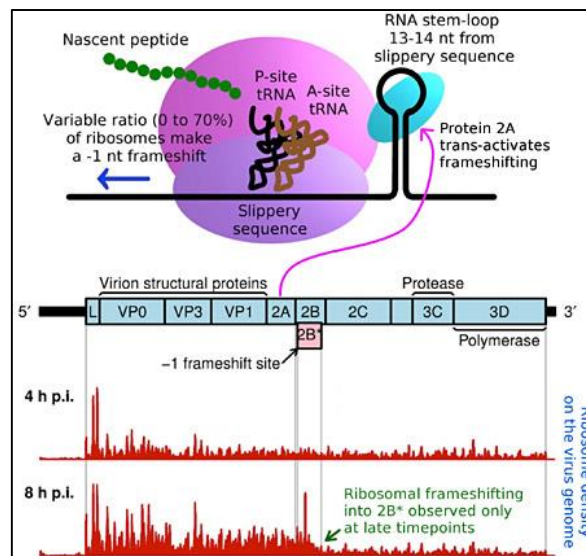 Nascent peptide
RNA stem-loop
13-14 nt from
slippery sequence
P-site
tRNA
A-site
tRNA
Variable ratio (0 to 70%)
of ribosomes make
a -1 nt frameshift
Protein 2A
trans-activates
frameshifting
Slippery
sequence
Virion structural proteins
Protease
5′ L VP0 VP3 VP1 2A 2B 2C 3C 3D 3′
2B*
Polymerase
−1 frameshift site
4 h p.i.
8 h p.i.
Ribosomal frameshifting
into 2B* observed only
at late timepoints
Ribosome density
on the virus genome